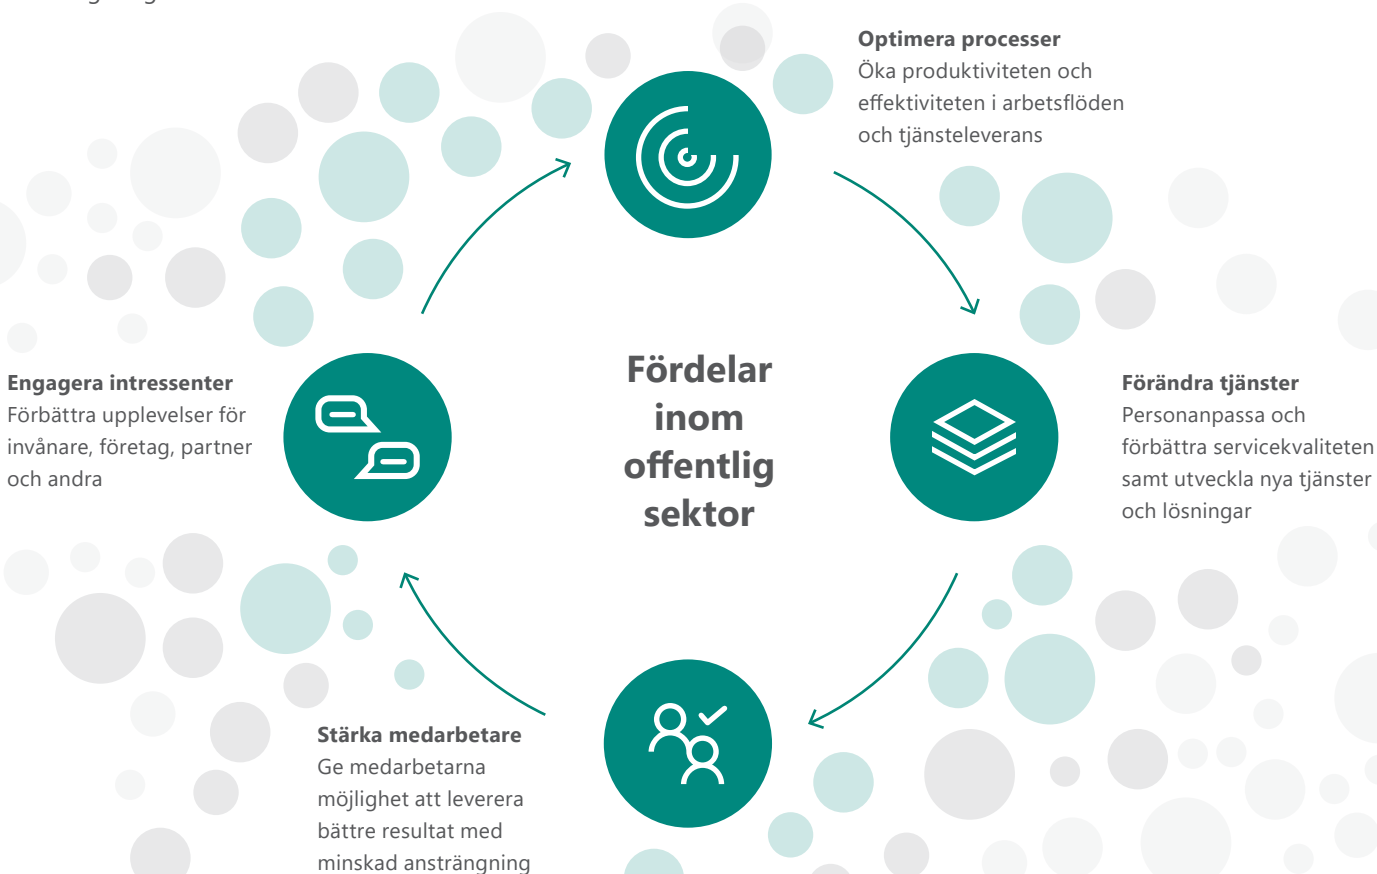 Optimera processer
Öka produktiviteten och
effektiviteten i arbetsflöden
och tjänsteleverans
Engagera intressenter
Förbättra upplevelser för
invånare, företag, partner
och andra
Fördelar
inom
offentlig
sektor
Förändra tjänster
Personanpassa och
förbättra servicekvaliteten
samt utveckla nya tjänster
och lösningar
Stärka medarbetare
Ge medarbetarna
möjlighet att leverera
bättre resultat med
minskad ansträngning